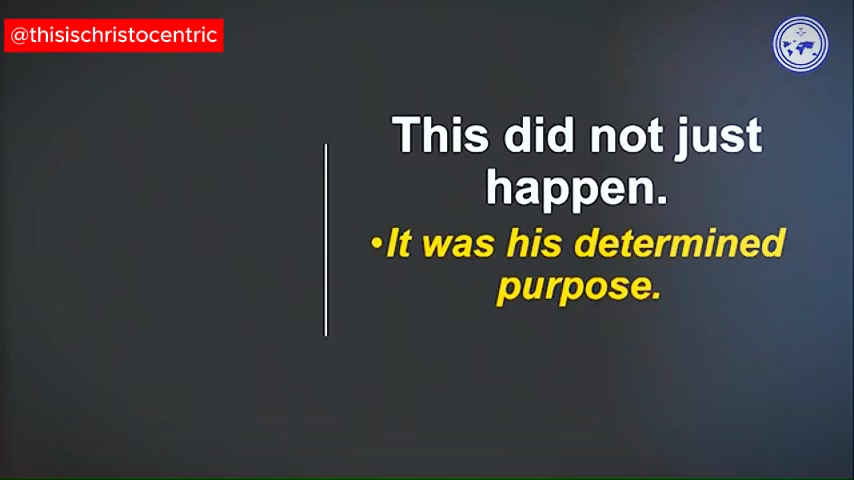 @thisischristocentric
This did not just
happen.
•It was his determined
purpose.